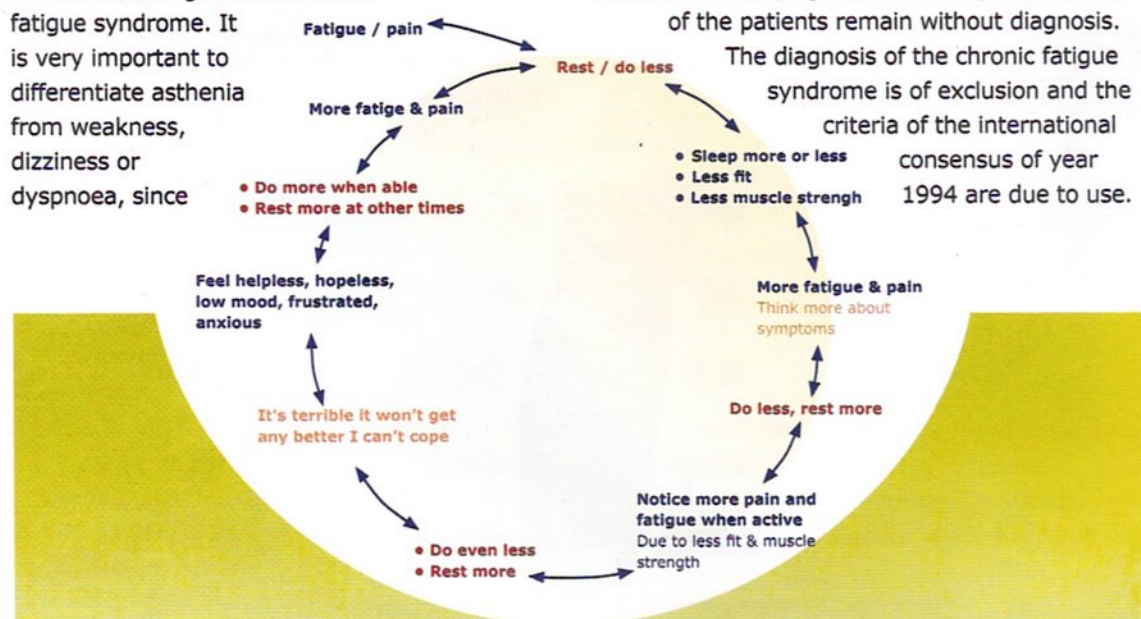 fatigue syndrome. It
is very important to
differentiate asthenia
from weakness,
dizziness or
dyspnoea, since
of the patients remain without diagnosis.
The diagnosis of the chronic fatigue
syndrome is of exclusion and the
criteria of the international
consensus of year
1994 are due to use.
Fatigue / pain
Rest / do less
• Sleep more or less
• Less fit
• Less muscle strengh
More fatigue & pain
Think more about
symptoms
Do less, rest more
Notice more pain and
fatigue when active
Due to less fit & muscle
strength
• Do even less
• Rest more
It's terrible it won't get
any better I can't cope
Feel helpless, hopeless,
low mood, frustrated,
anxious
• Do more when able
• Rest more at other times
More fatige & pain